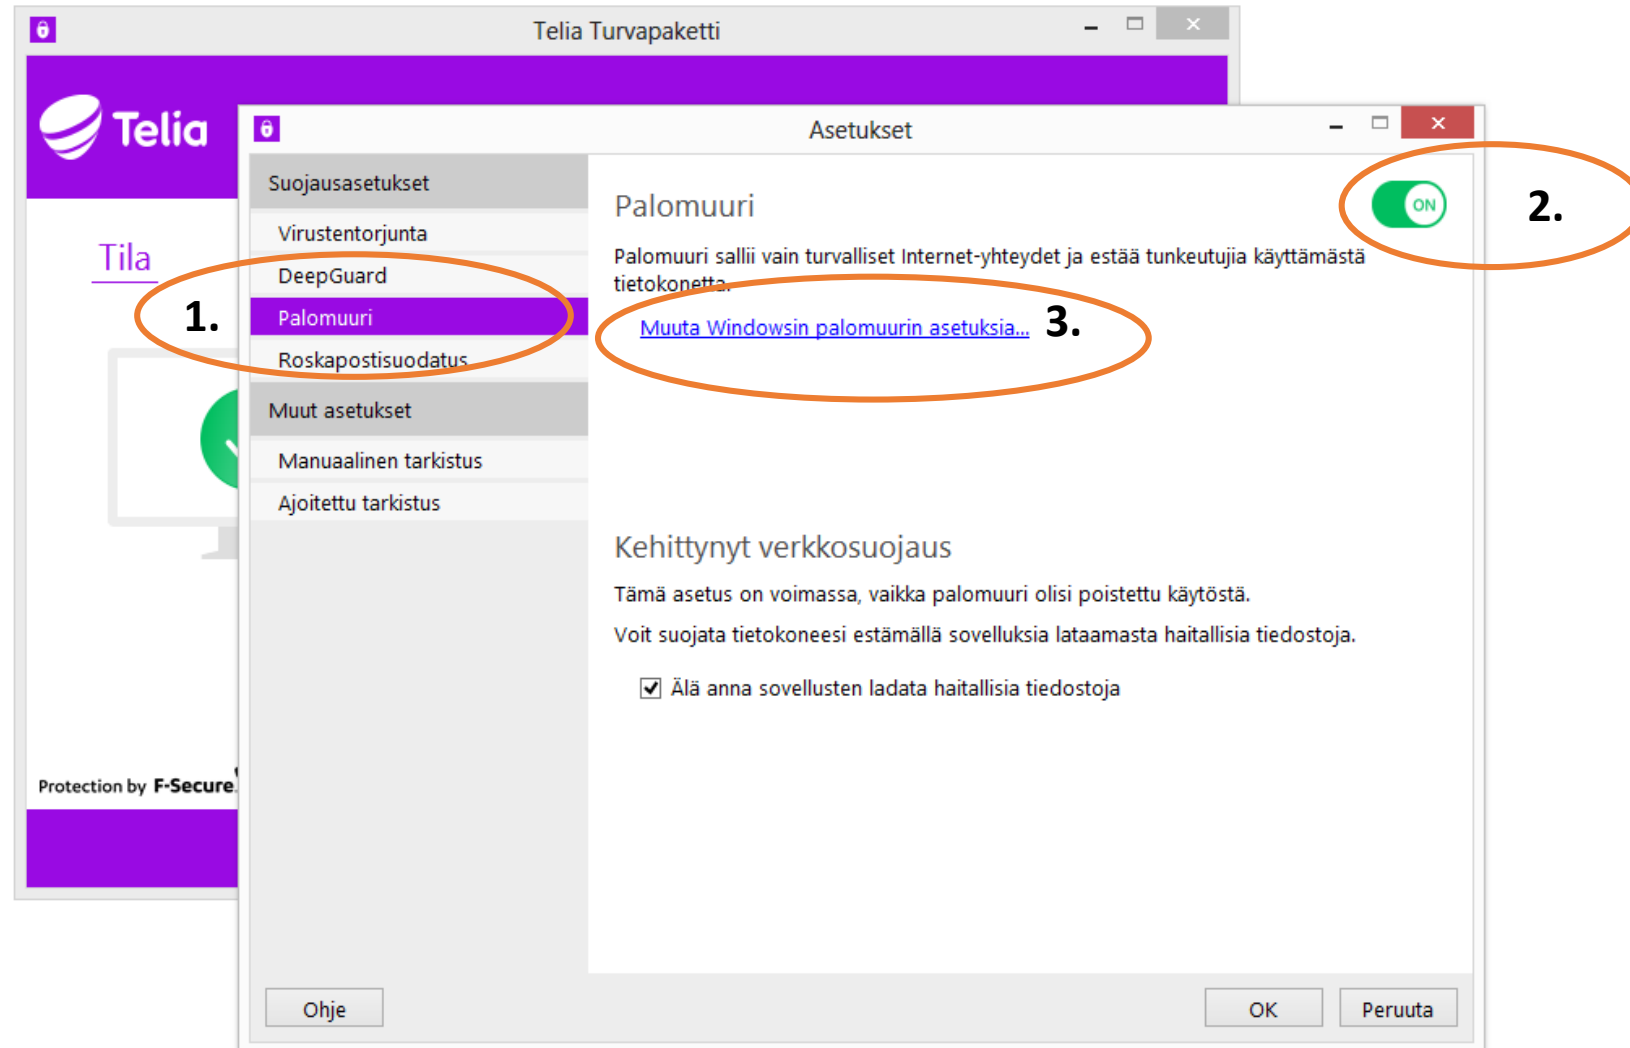 Telia Turvapaketti
Telia
Asetukset
Suojausasetukset
Virustentorjunta
DeepGuard
1.
Palomuuri
Roskapostisuodatus
Muut asetukset
Manuaalinen tarkistus
Ajoitettu tarkistus
Tila
Protection by F-Secure
Palomuuri
ON
2.
Palomuuri sallii vain turvalliset Internet-yhteydet ja estää tunkeutujia käyttämästä
tietokonetta.
Muuta Windowsin palomuurin asetuksia...
3.
Kehittynyt verkkosuojaus
Tämä asetus on voimassa, vaikka palomuuri olisi poistettu käytöstä.
Voit suojata tietokoneesi estämällä sovelluksia lataamasta haitallisia tiedostoja.
Älä anna sovellusten ladata haitallisia tiedostoja
Ohje
OK
Peruuta